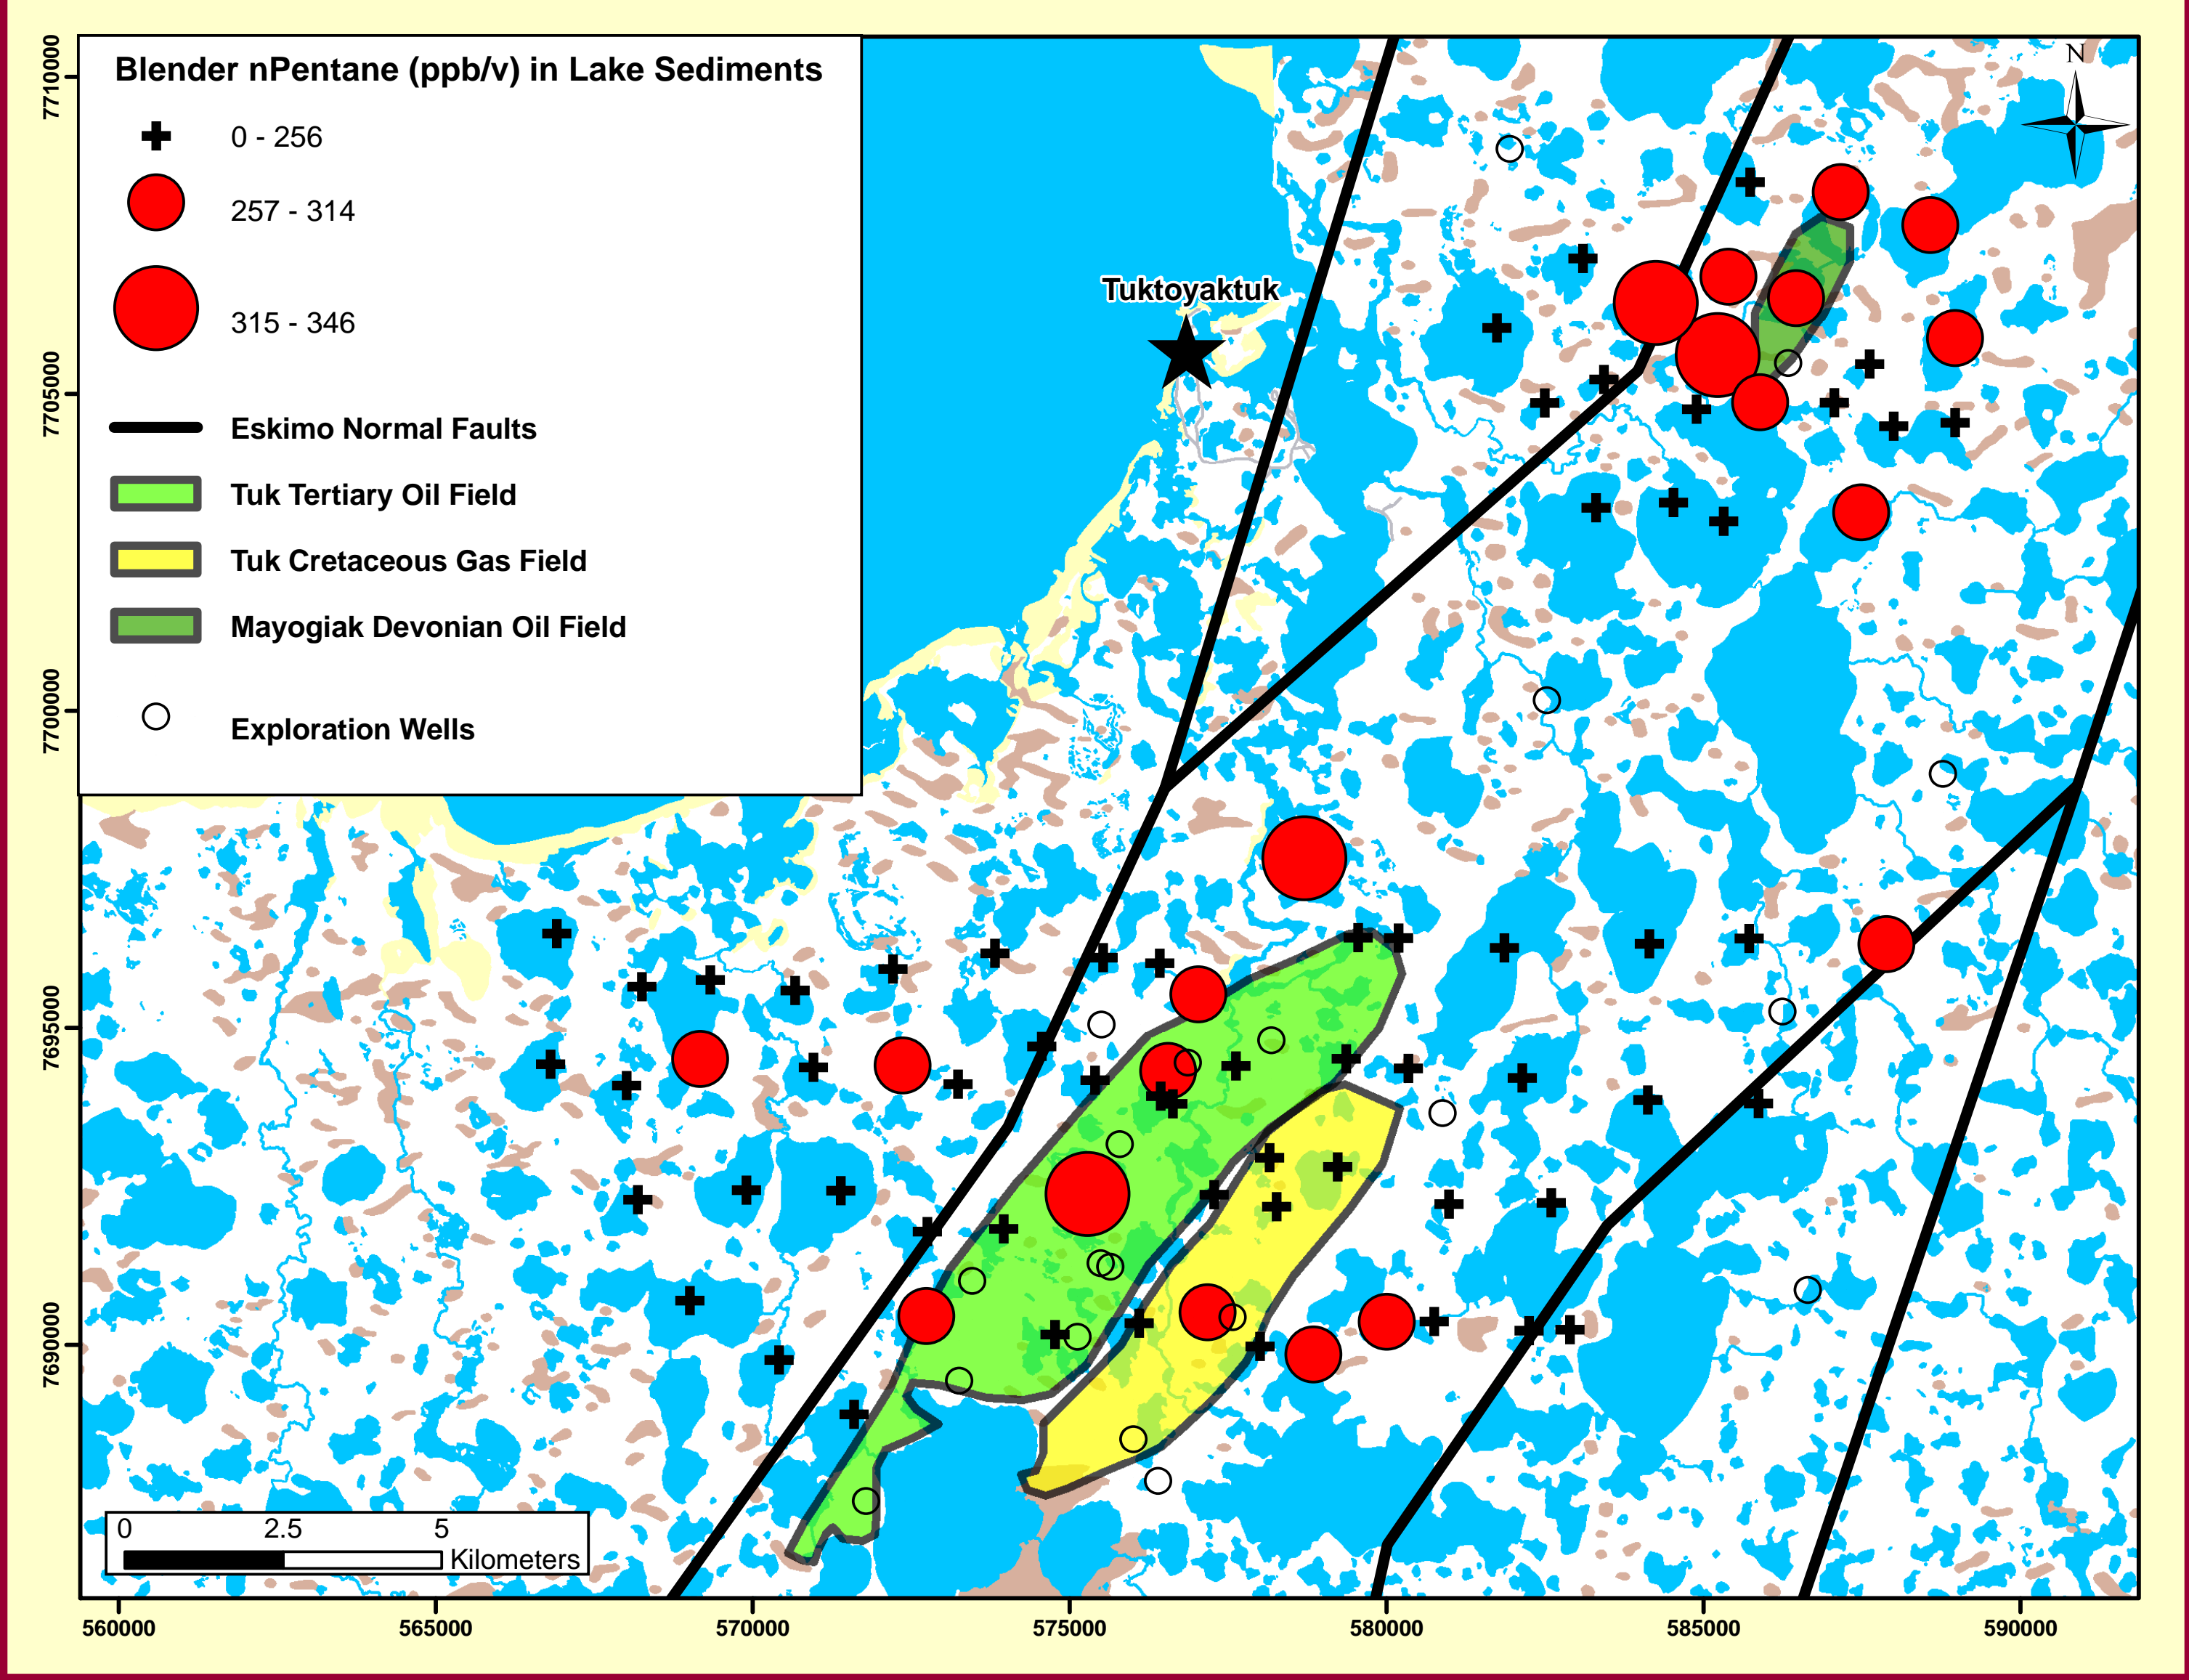 Blender nPentane (ppb/v) in Lake Sediments
0 - 256
257 - 314
315 - 346
Eskimo Normal Faults
Tuk Tertiary Oil Field
Tuk Cretaceous Gas Field
Mayogiak Devonian Oil Field
Exploration Wells
N
Tuktoyaktuk
7710000
7705000
7700000
7695000
7690000
0 2.5 5
Kilometers
560000 565000 570000 575000 580000 585000 590000